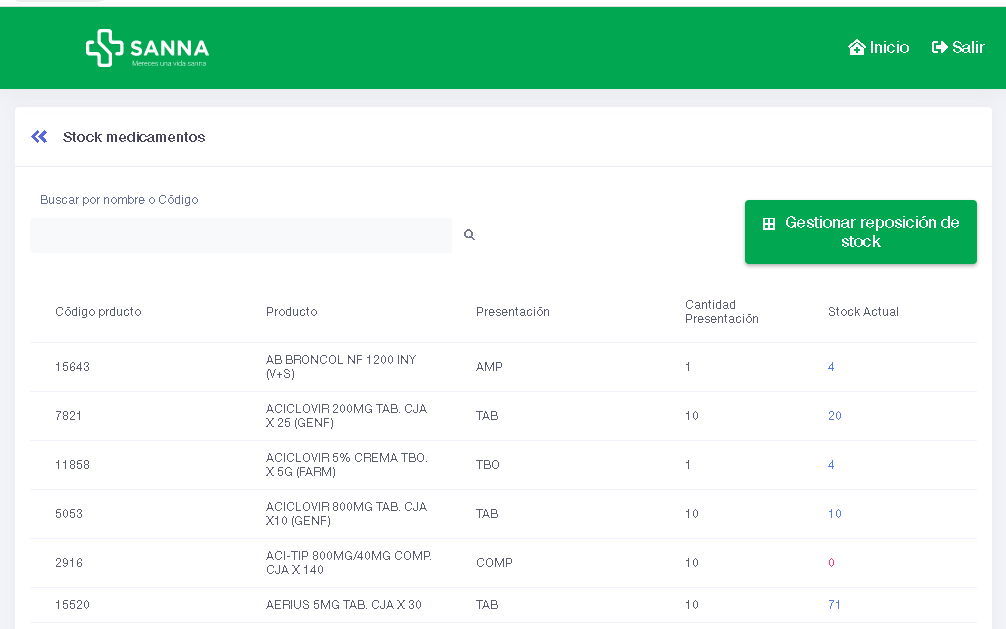 SANNA
Mereces una vida sanna
Inicio
Salir
Stock medicamentos
Buscar por nombre o Código
Gestionar reposición de
stock
Código prducto
Producto
Presentación
Cantidad
Presentación
Stock Actual
15643
AB BRONCOL NF 1200 INY
(V+S)
AMP
1
4
7821
ACICLOVIR 200MG TAB. CJA
X 25 (GENF)
TAB
10
20
11858
ACICLOVIR 5% CREMA TBO.
X 5G (FARM)
TBO
1
4
5053
ACICLOVIR 800MG TAB. CJA
X10 (GENF)
TAB
10
10
2916
ACI-TIP 800MG/40MG COMP.
CJA X 140
COMP
10
0
15520
AERIUS 5MG TAB. CJA X 30
TAB
10
71